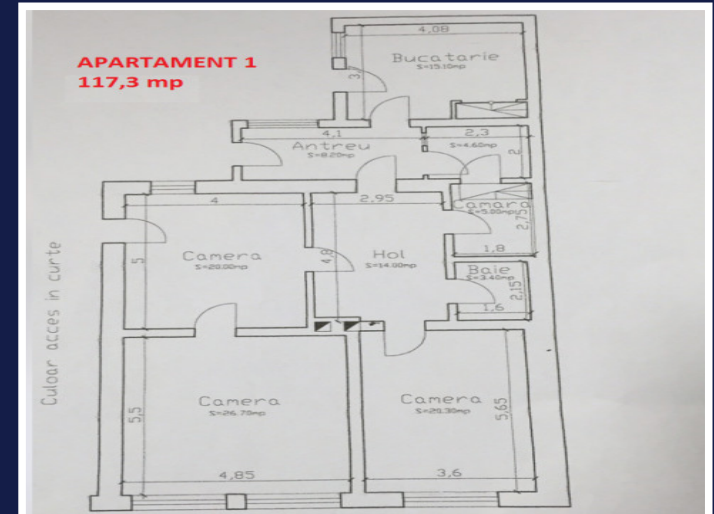 APARTAMENT 1
117,3 mp
4,08
Bucatarie
S=15.10mp
3,7
4,1
Antreu
S=8.20mp
2,3
S=4.60mp
2
4
5
Camera
S=20.00mp
2,95
4,8
Hol
S=14.00mp
Camara
S=5.00mp
2,75
1,8
Baie
S=3.40mp
2,15
1,6
Culoar acces in curte
Camera
S=26.70mp
5,5
4,85
Camera
S=20.30mp
5,65
3,6